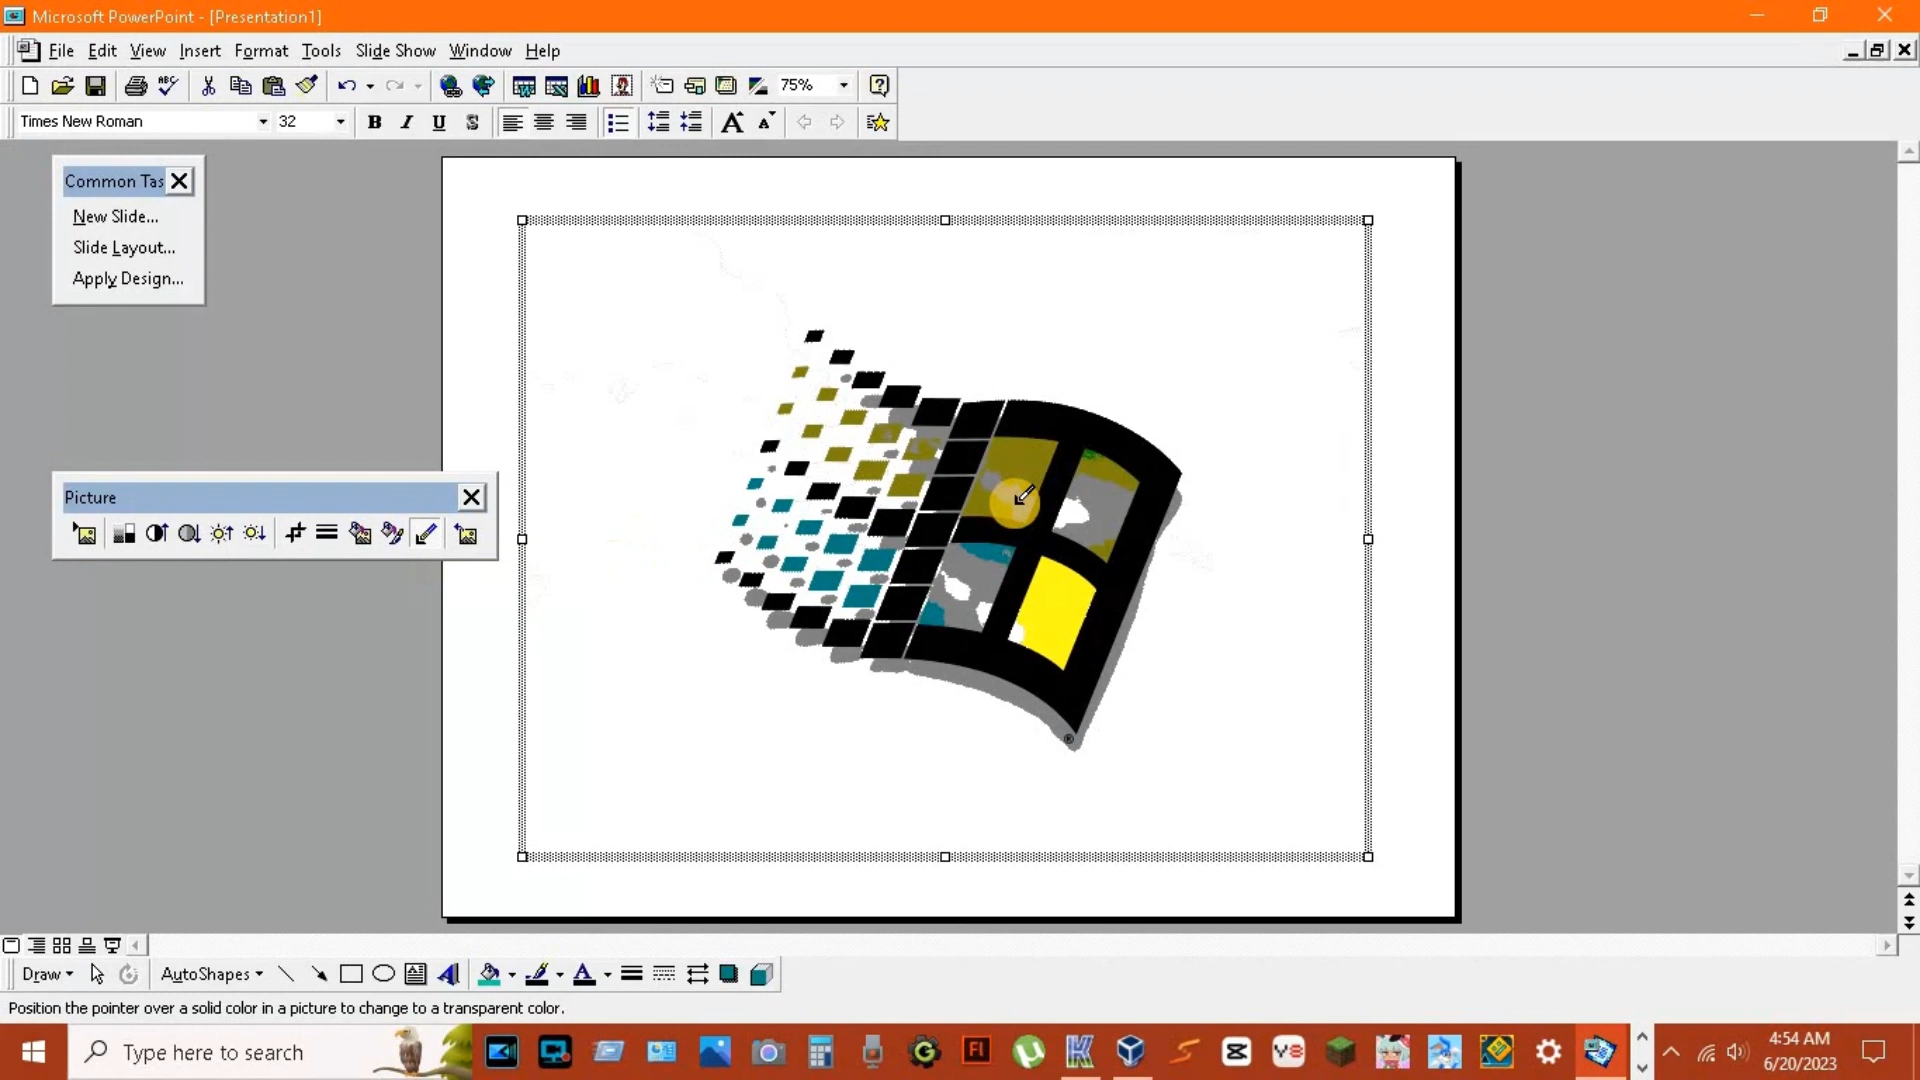 Microsoft PowerPoint - [Presentation1]
File Edit View Insert Format Tools Slide Show Window Help
75%
Times New Roman 32 B I U S A A
Common Tas
New Slide...
Slide Layout...
Apply Design...
Picture
®
Draw AutoShapes A
Position the pointer over a solid color in a picture to change to a transparent color.
Type here to search
4:54 AM
6/20/2023